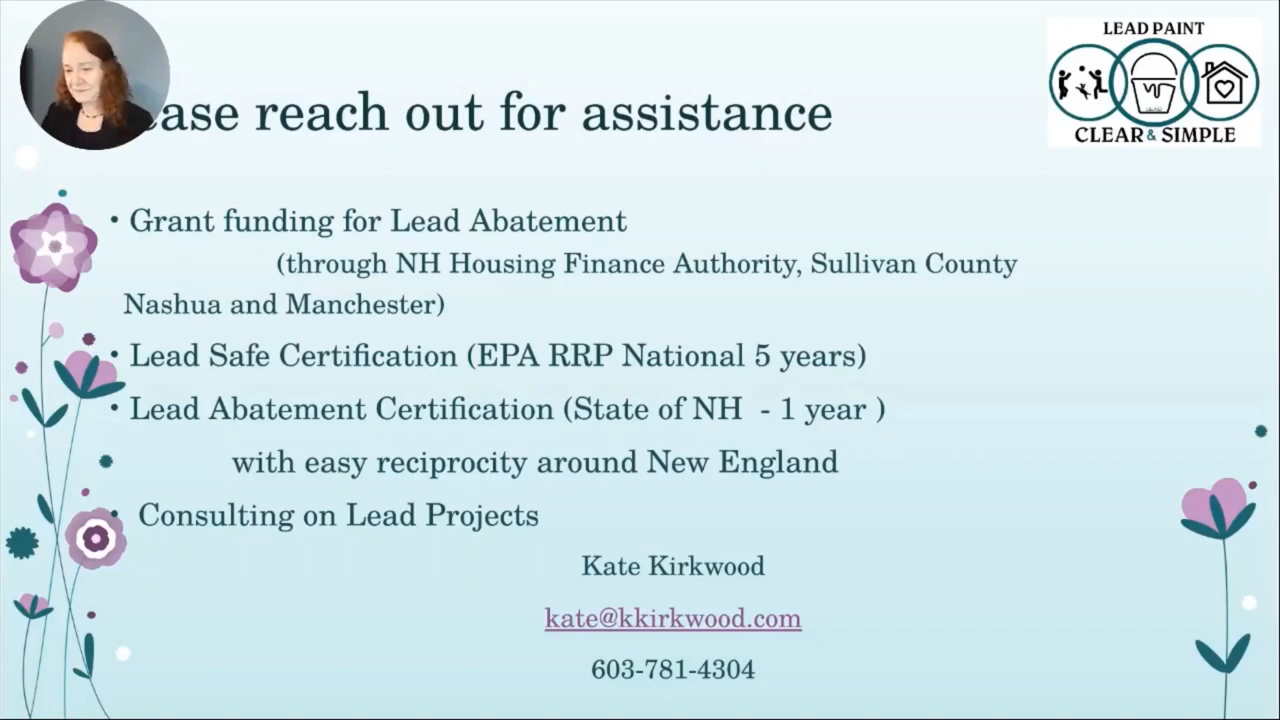 LEAD PAINT
LEAD
CLEAR & SIMPLE
ase reach out for assistance
• Grant funding for Lead Abatement
(through NH Housing Finance Authority, Sullivan County
Nashua and Manchester)
• Lead Safe Certification (EPA RRP National 5 years)
• Lead Abatement Certification (State of NH - 1 year )
with easy reciprocity around New England
• Consulting on Lead Projects
Kate Kirkwood
kate@kkirkwood.com
603-781-4304